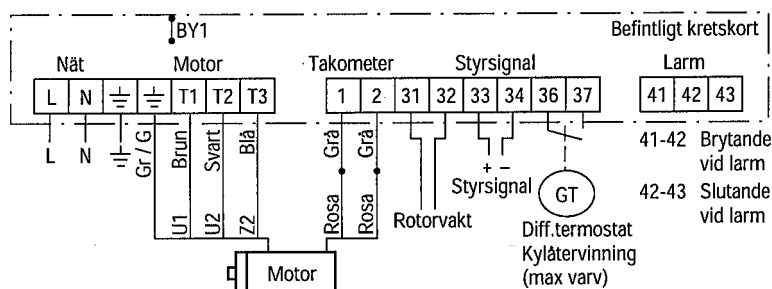 BY1
Befintligt kretskort
Nät Motor Takometer Styrsignal Larm
L N T1 T2 T3 1 2 31 32 33 34 36 37 41 42 43
L N Gr / G Brun Svart Blå Grå Grå
41-42 Brytande
vid larm
+ −
Styrsignal
42-43 Slutande
vid larm
GT
U1 U2 Z2 Rosa Rosa
Rotorvakt
Diff.termostat
Kylåtervinning
(max varv)
Motor